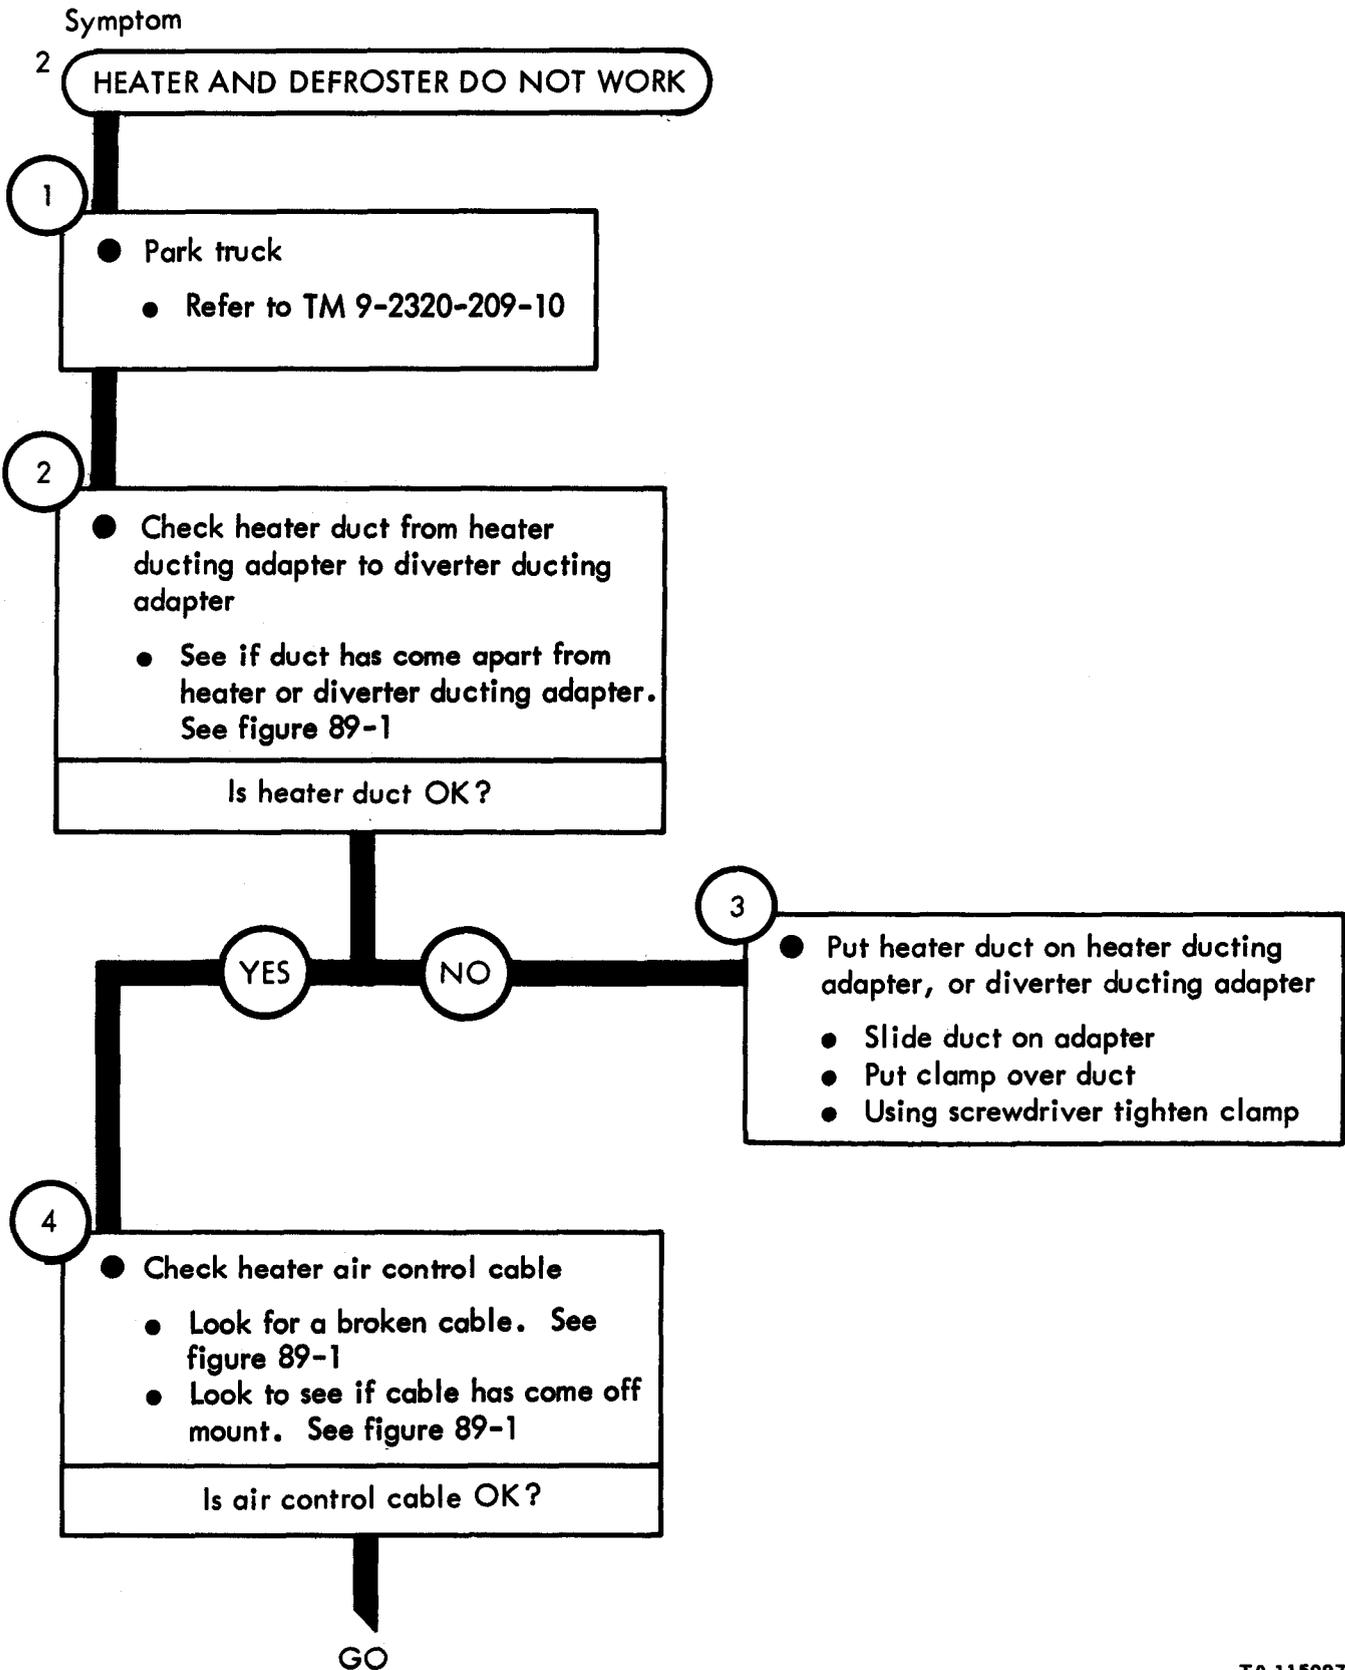 Symptom
2
HEATER AND DEFROSTER DO NOT WORK
1
● Park truck
● Refer to TM 9-2320-209-10
2
● Check heater duct from heater
ducting adapter to diverter ducting
adapter
● See if duct has come apart from
heater or diverter ducting adapter.
See figure 89-1
Is heater duct OK?
YES
NO
3
● Put heater duct on heater ducting
adapter, or diverter ducting adapter
● Slide duct on adapter
● Put clamp over duct
● Using screwdriver tighten clamp
4
● Check heater air control cable
● Look for a broken cable. See
figure 89-1
● Look to see if cable has come off
mount. See figure 89-1
Is air control cable OK?
GO